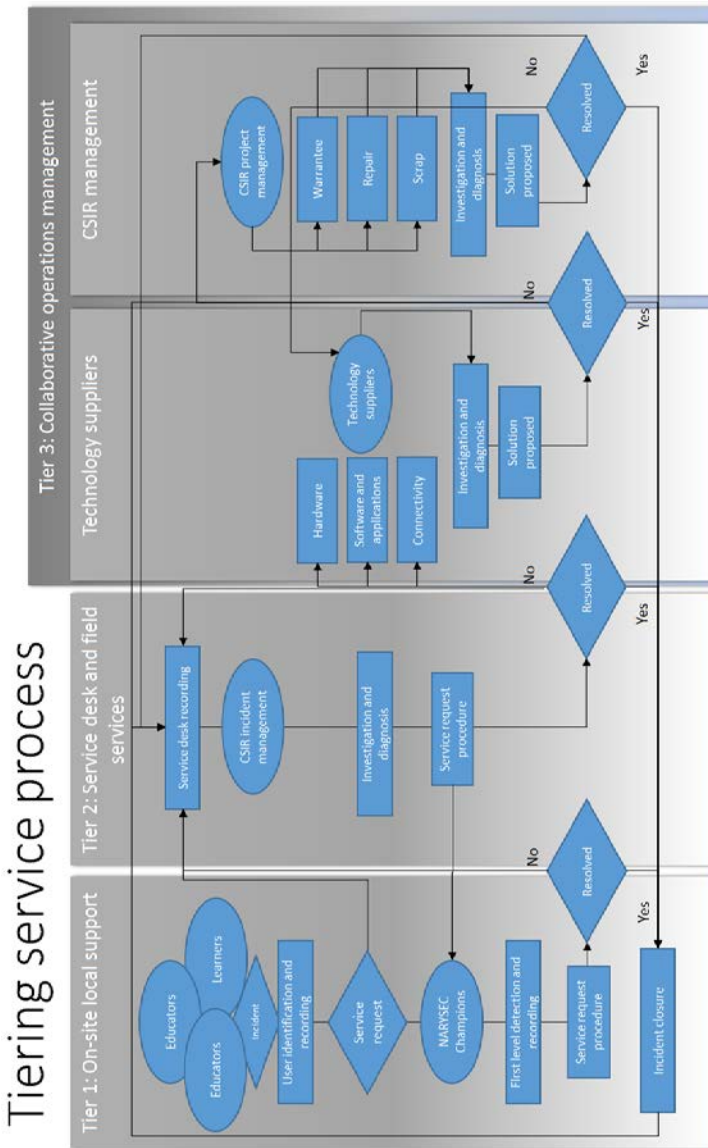 Tiering service process
Tier 1: On-site local support
Educators
Educators
Learners
Incident
User identification and
recording
Service
request
NARYSEC
Champions
First level detection and
recording
Service request
procedure
Resolved
No
Yes
Incident closure
Tier 2: Service desk and field
services
Service desk recording
CSIR incident
management
Investigation and
diagnosis
Service request
procedure
Resolved
No
Yes
Tier 3: Collaborative operations management
Technology suppliers
Hardware
Software and
applications
Connectivity
Technology
suppliers
Investigation and
diagnosis
Solution
proposed
Resolved
No
Yes
CSIR management
CSIR project
management
Warrantee
Repair
Scrap
Investigation and
diagnosis
Solution
proposed
Resolved
No
Yes